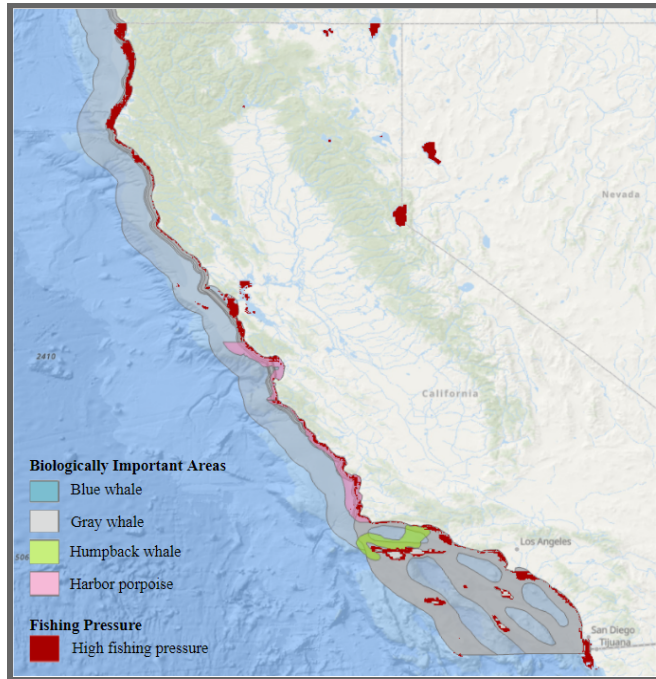 Nevada
2410
California
Biologically Important Areas
Blue whale
Gray whale
Humpback whale
Harbor porpoise
506
Los Angeles
Fishing Pressure
High fishing pressure
San Diego
Tijuana